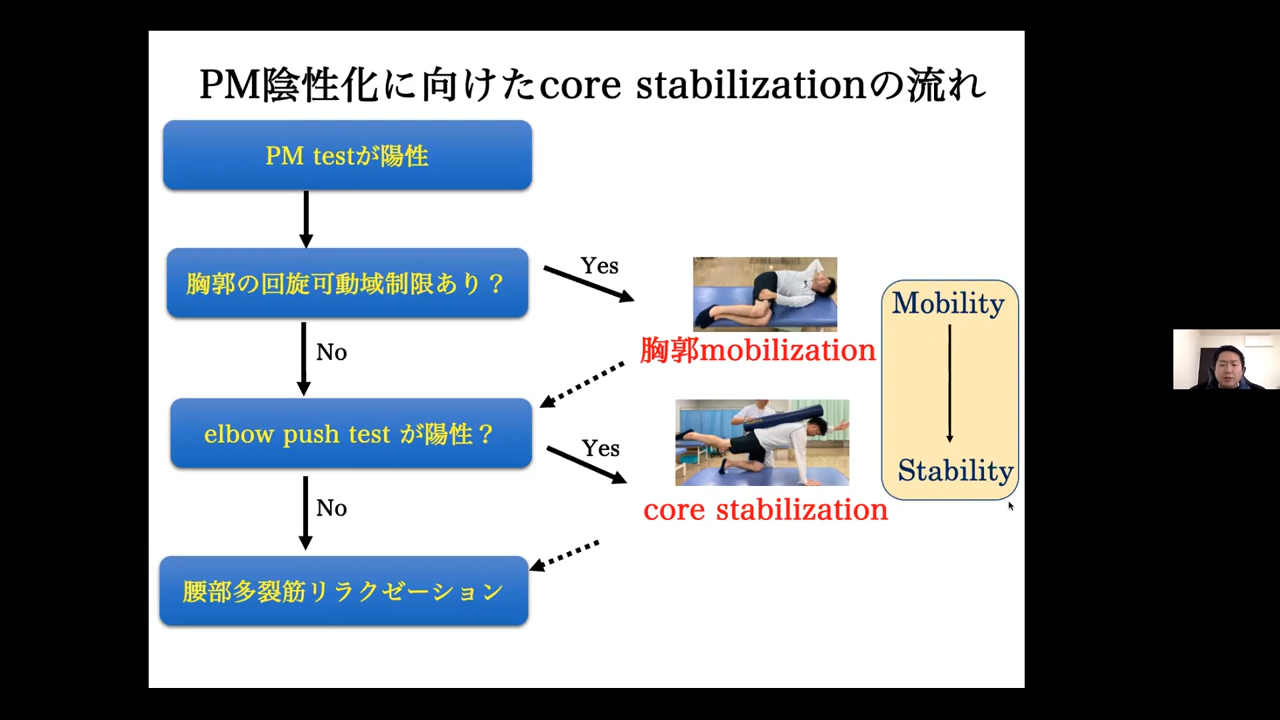 PM陰性化に向けたcore stabilizationの流れ
PM testが陽性
胸郭の回旋可動域制限あり？
Yes
胸郭mobilization
No
elbow push test が陽性？
Yes
core stabilization
No
腰部多裂筋リラクゼーション
Mobility
Stability